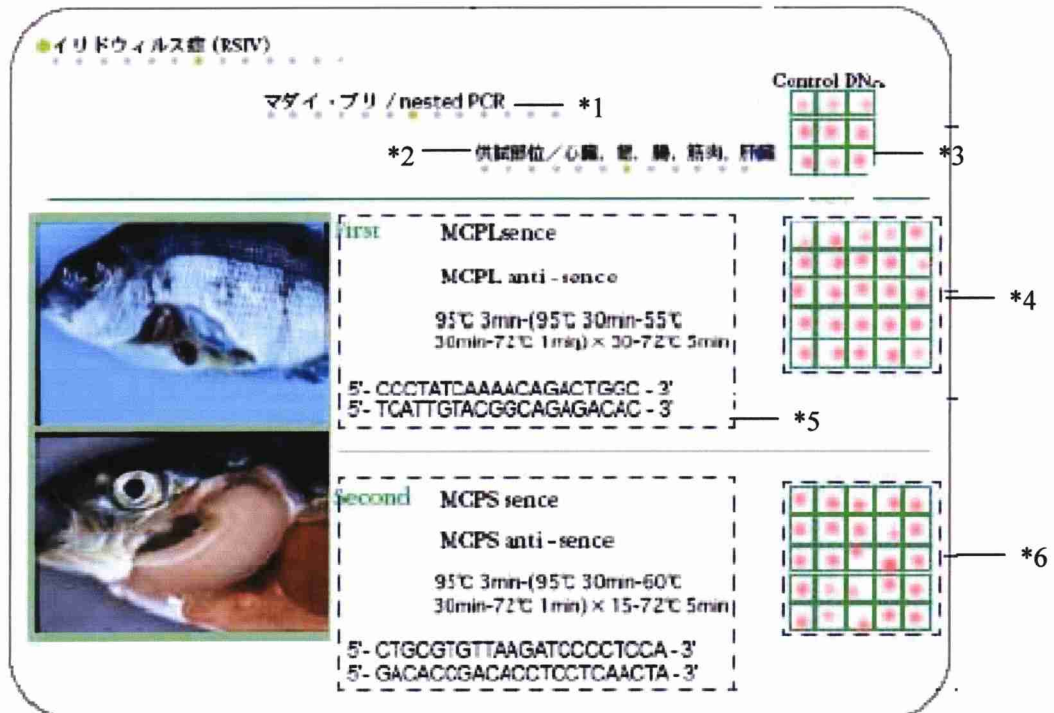 イリドウィルス症 (RSIV)
マダイ・ブリ / nested PCR
*1
Control DNA
*2
供試部位／心臓, 鰓, 腸, 筋肉, 肝臓
*3
First
MCPLsence
MCPL anti-sence
95℃ 3min-(95℃ 30min-55℃
30min-72℃ 1min) × 30-72℃ 5min
5'- CCCTATCAAAACAGACTGGC - 3'
5'- TCATTGTACGGCAGAGACAC - 3'
*4
*5
Second
MCPS sence
MCPS anti-sence
95℃ 3min-(95℃ 30min-60℃
30min-72℃ 1min) × 15-72℃ 5min
5'- CTGCGTGTTAAGATCCCCTCCA - 3'
5'- GACACCGACACCTCCTCAACTA - 3'
*6